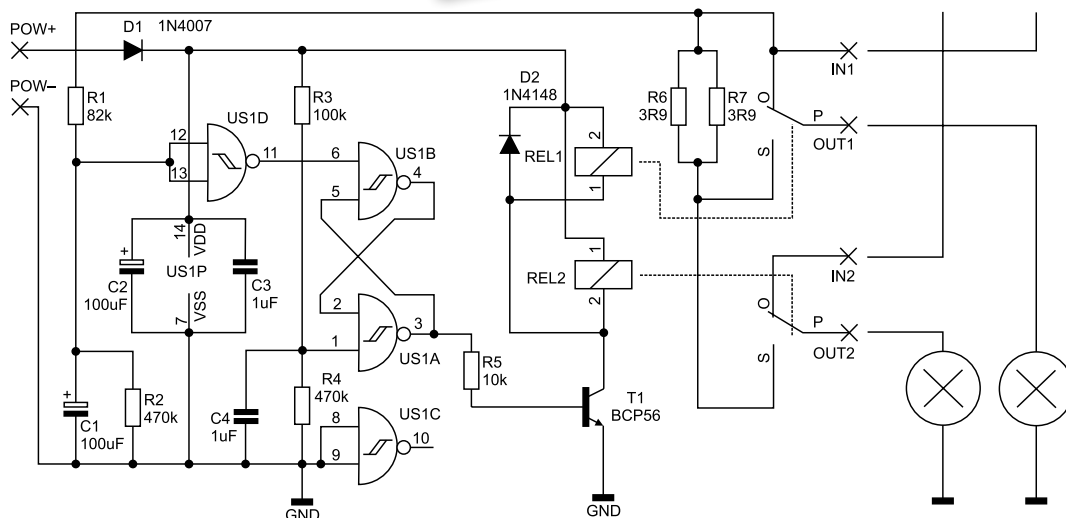 POW+
D1
1N4007
POW–
R1
82k
US1D
12
13
11
R3
100k
6
5
US1B
4
D2
1N4148
REL1
2
1
R6
3R9
R7
3R9
O
P
S
IN1
OUT1
14
VDD
US1P
VSS
7
+
C2
100uF
C3
1uF
2
1
3
US1A
REL2
1
2
IN2
O
P
S
OUT2
R5
10k
+
C1
100uF
R2
470k
C4
1uF
R4
470k
8
9
US1C
10
T1
BCP56
GND
GND